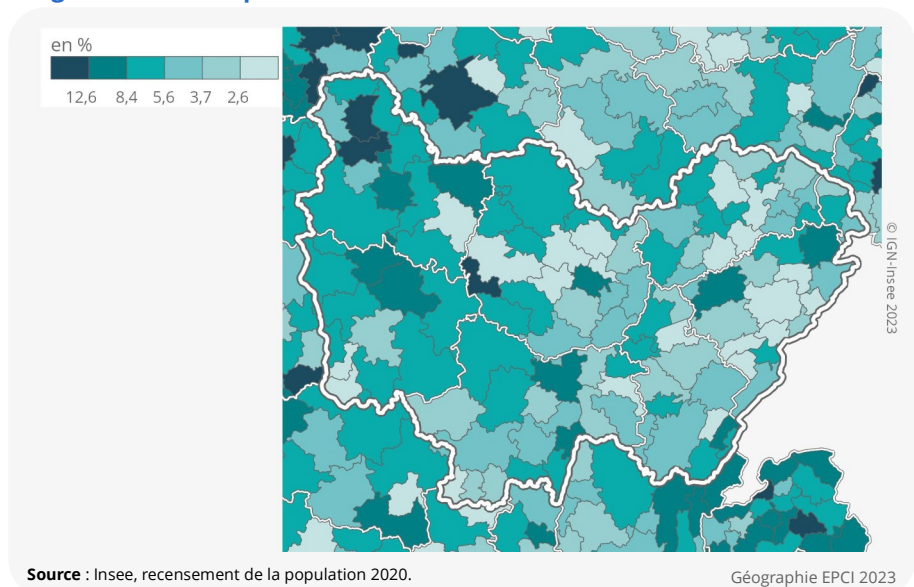 en %
12,6 8,4 5,6 3,7 2,6
© IGN-Insee 2023
Source : Insee, recensement de la population 2020.
Géographie EPCI 2023